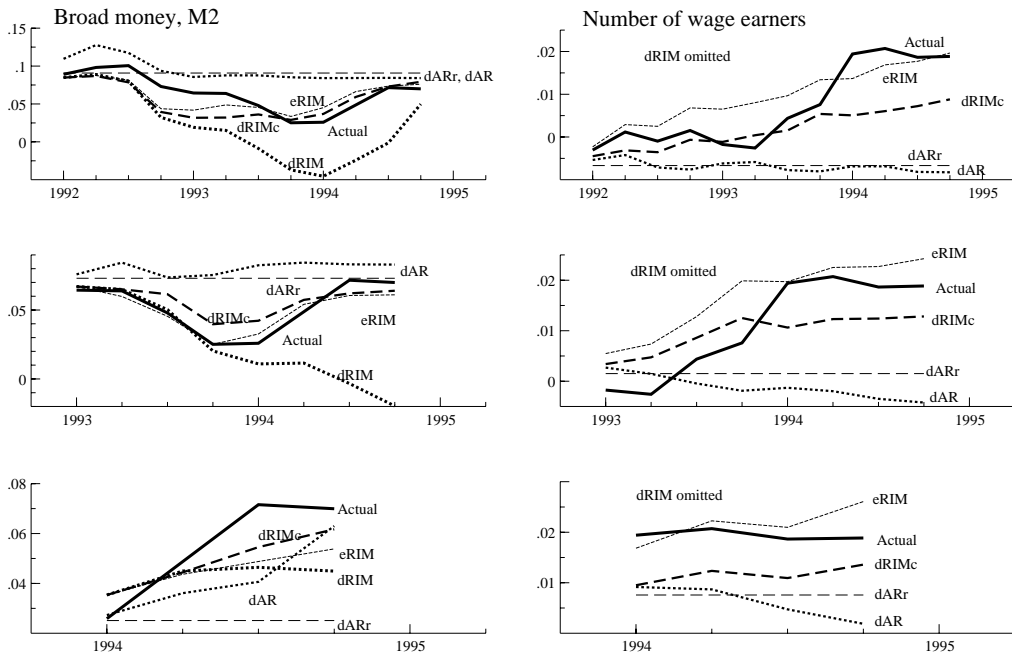 Broad money, M2
.15
.1
.05
0
dARr, dAR
eRIM
dRIMc
Actual
dRIM
1992 1993 1994 1995
Number of wage earners
.02
.01
0
dRIM omitted
Actual
eRIM
dRIMc
dARr
dAR
1992 1993 1994 1995
.05
0
dAR
dARr
dRIMc
eRIM
Actual
dRIM
1993 1994 1995
.02
.01
0
dRIM omitted
eRIM
Actual
dRIMc
dARr
dAR
1993 1994 1995
.08
.06
.04
Actual
dRIMc
eRIM
dRIM
dAR
dARr
1994 1995
.02
.01
dRIM omitted
eRIM
Actual
dRIMc
dARr
dAR
1994 1995